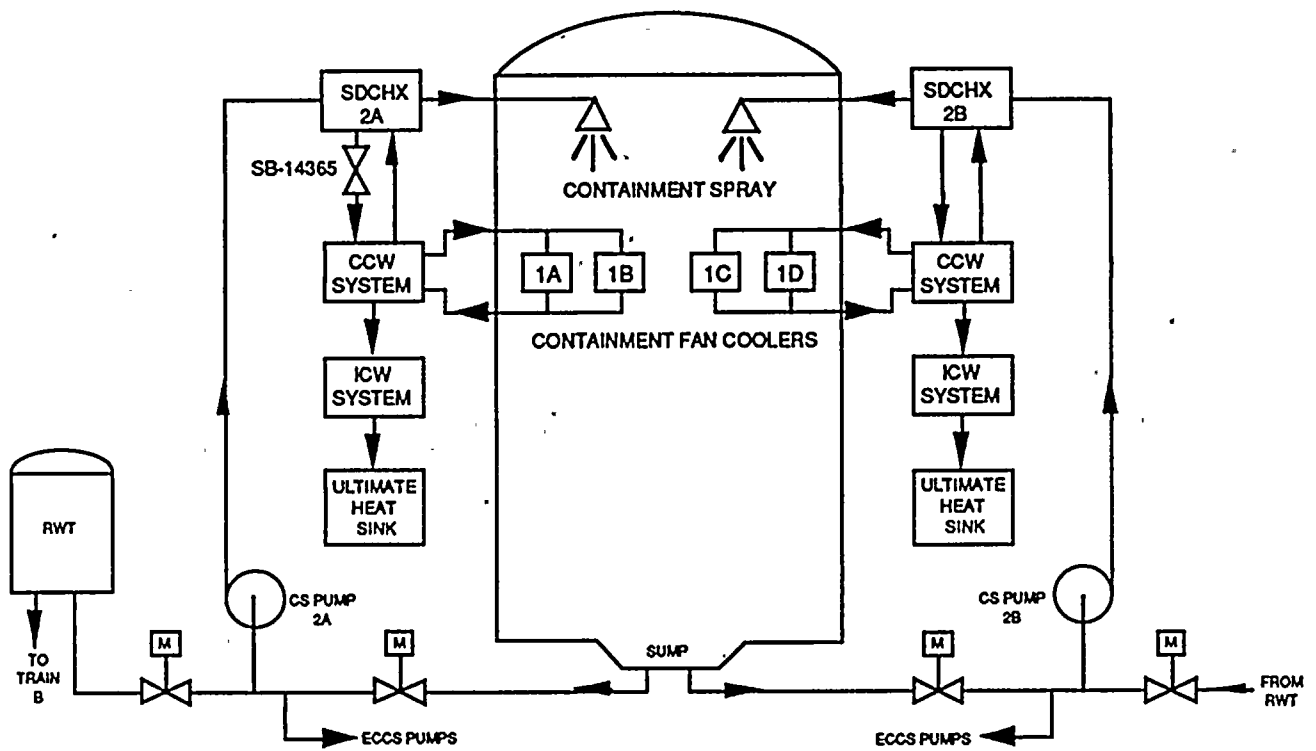 SDCHX
2A
SDCHX
2B
SB-14365
CONTAINMENT SPRAY
CCW
SYSTEM
1A
1B
1C
1D
CCW
SYSTEM
CONTAINMENT FAN COOLERS
ICW
SYSTEM
ICW
SYSTEM
ULTIMATE
HEAT
SINK
ULTIMATE
HEAT
SINK
RWT
CS PUMP
2A
CS PUMP
2B
TO
TRAIN
B
M
M
SUMP
M
M
FROM
RWT
ECCS PUMPS
ECCS PUMPS